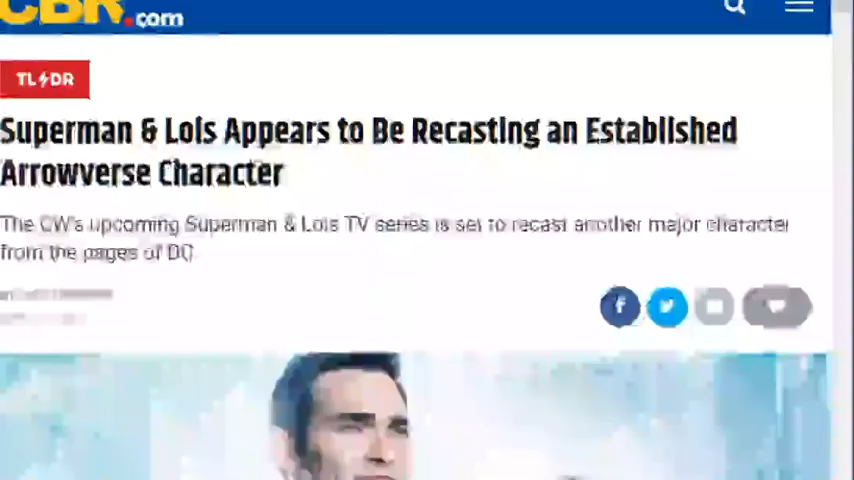 CBR.com
TL⚡DR
Superman & Lois Appears to Be Recasting an Established
Arrowverse Character
The CW's upcoming Superman & Lois TV series is set to recast another major character
from the pages of DC